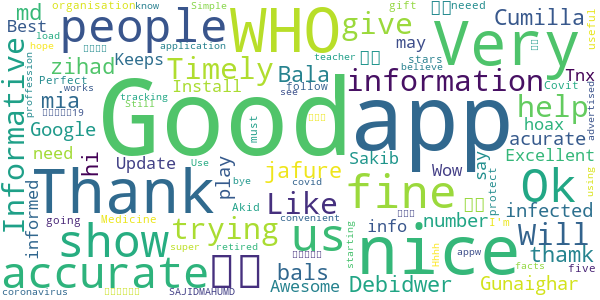 organisation
know
gift
neeed
Simple
load
hope
application
teacher
believe
stars
follow
see
works
Perfect
md
Best
people
WHO
give
Cumilla
may
Very
useful
zihad
Keeps
Timely
Install
Bala
information
Tnx
Covit
advertised
Informative
proffession
mia
Google
tracking
Still
19
Good
app
must
help
hoax
acurate
need
hi
Update
play
jafure
Sakib
Wow
say
Excellent
protect
using
informed
Thank
Use
bye
covid
Like
fine
Ok
going
Medicine
Akid
convenient
info
number
I'm
infected
show
us
trying
super
retired
starting
nice
Will
thamk
Hnhh
appw
facts
five
accurate
bals
Awesome
Debidwer
Gunaighar
coronavirus
SAJIDMAHUMD